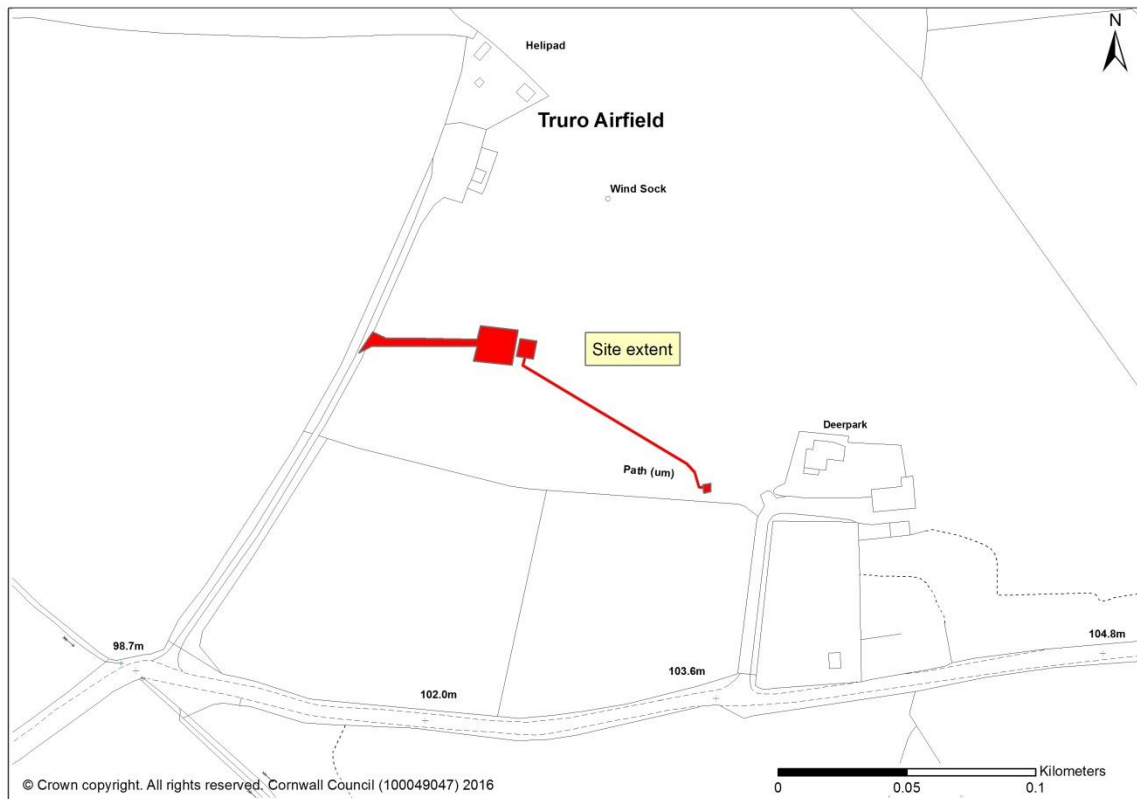 N
Helipad
Truro Airfield
Wind Sock
Site extent
Deerpark
Path (um)
98.7m
104.8m
103.6m
102.0m
Kilometers
0 0.05 0.1
© Crown copyright. All rights reserved. Cornwall Council (100049047) 2016